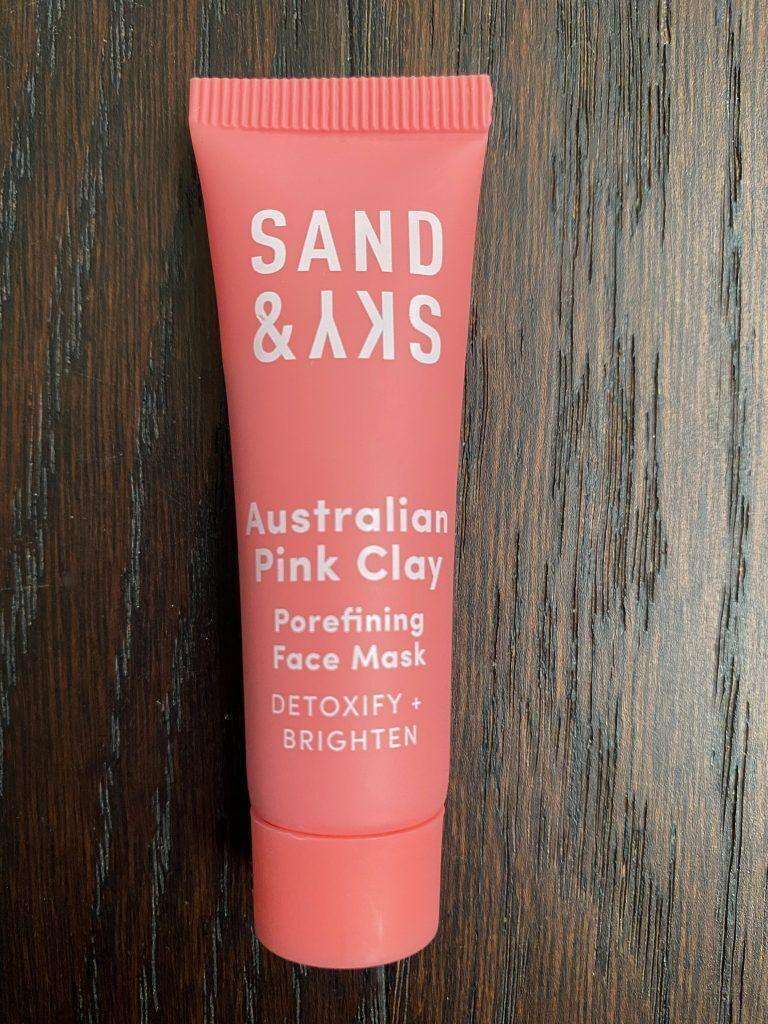 SAND
& SKY
Australian
Pink Clay
Porefining
Face Mask
DETOXIFY +
BRIGHTEN